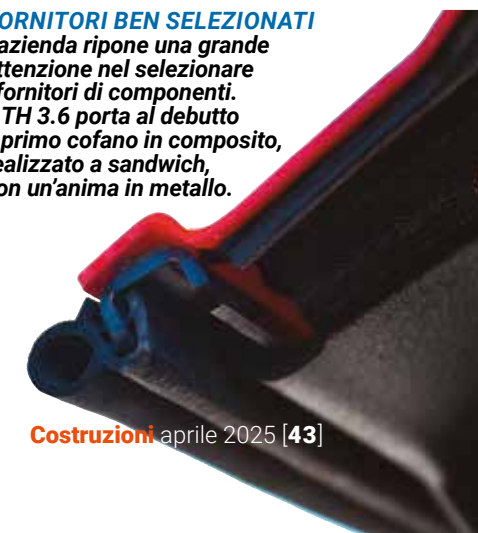 ORNITORI BEN SELEZIONATI
azienda ripone una grande
ttenzione nel selezionare
fornitori di componenti.
TH 3.6 porta al debutto
primo cofano in composito,
ealizzato a sandwich,
on un'anima in metallo.
Costruzioni aprile 2025 [43]